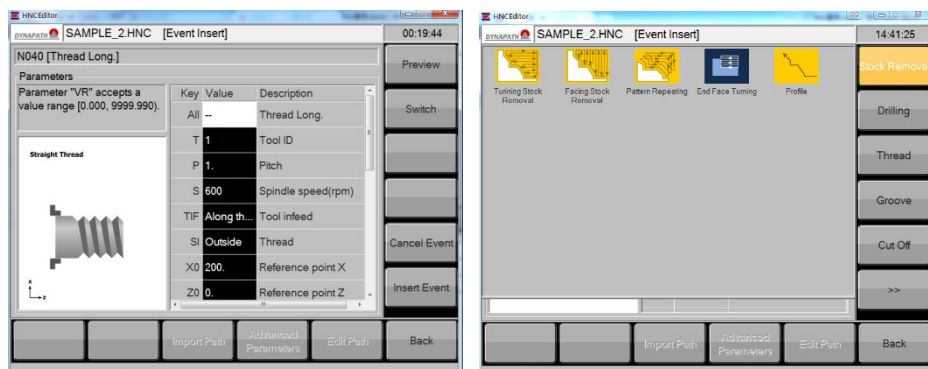 HNCEditor
DYNAPATH SAMPLE_2.HNC [Event Insert] 00:19:44
N040 [Thread Long.]
Parameters
Parameter "VR" accepts a
value range [0.000, 9999.990).
Straight Thread
x
z
Key Value Description
All -- Thread Long.
T 1 Tool ID
P 1. Pitch
S 600 Spindle speed(rpm)
TIF Along th... Tool infeed
SI Outside Thread
X0 200. Reference point X
Z0 0. Reference point Z
Preview
Switch
Cancel Event
Insert Event
Import Path
Advanced
Parameters
Edit Path
Back
HNCEditor
DYNAPATH SAMPLE_2.HNC [Event Insert] 14:41:25
Turining Stock
Removal
Facing Stock
Removal
Pattern Repeating
End Face Turning
Profile
Stock Remova
Drilling
Thread
Groove
Cut Off
>>
Import Path
Advanced
Parameters
Edit Path
Back